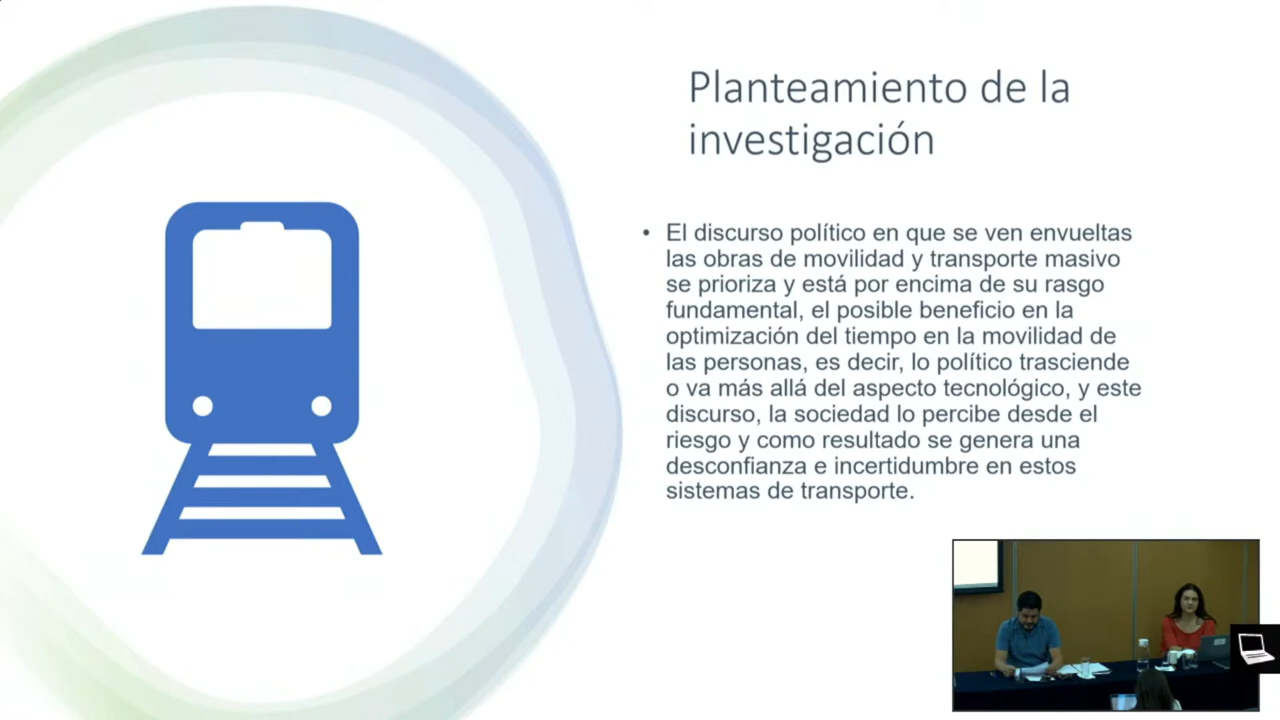 Planteamiento de la
investigación
• El discurso político en que se ven envueltas
las obras de movilidad y transporte masivo
se prioriza y está por encima de su rasgo
fundamental, el posible beneficio en la
optimización del tiempo en la movilidad de
las personas, es decir, lo político trasciende
o va más allá del aspecto tecnológico, y este
discurso, la sociedad lo percibe desde el
riesgo y como resultado se genera una
desconfianza e incertidumbre en estos
sistemas de transporte.